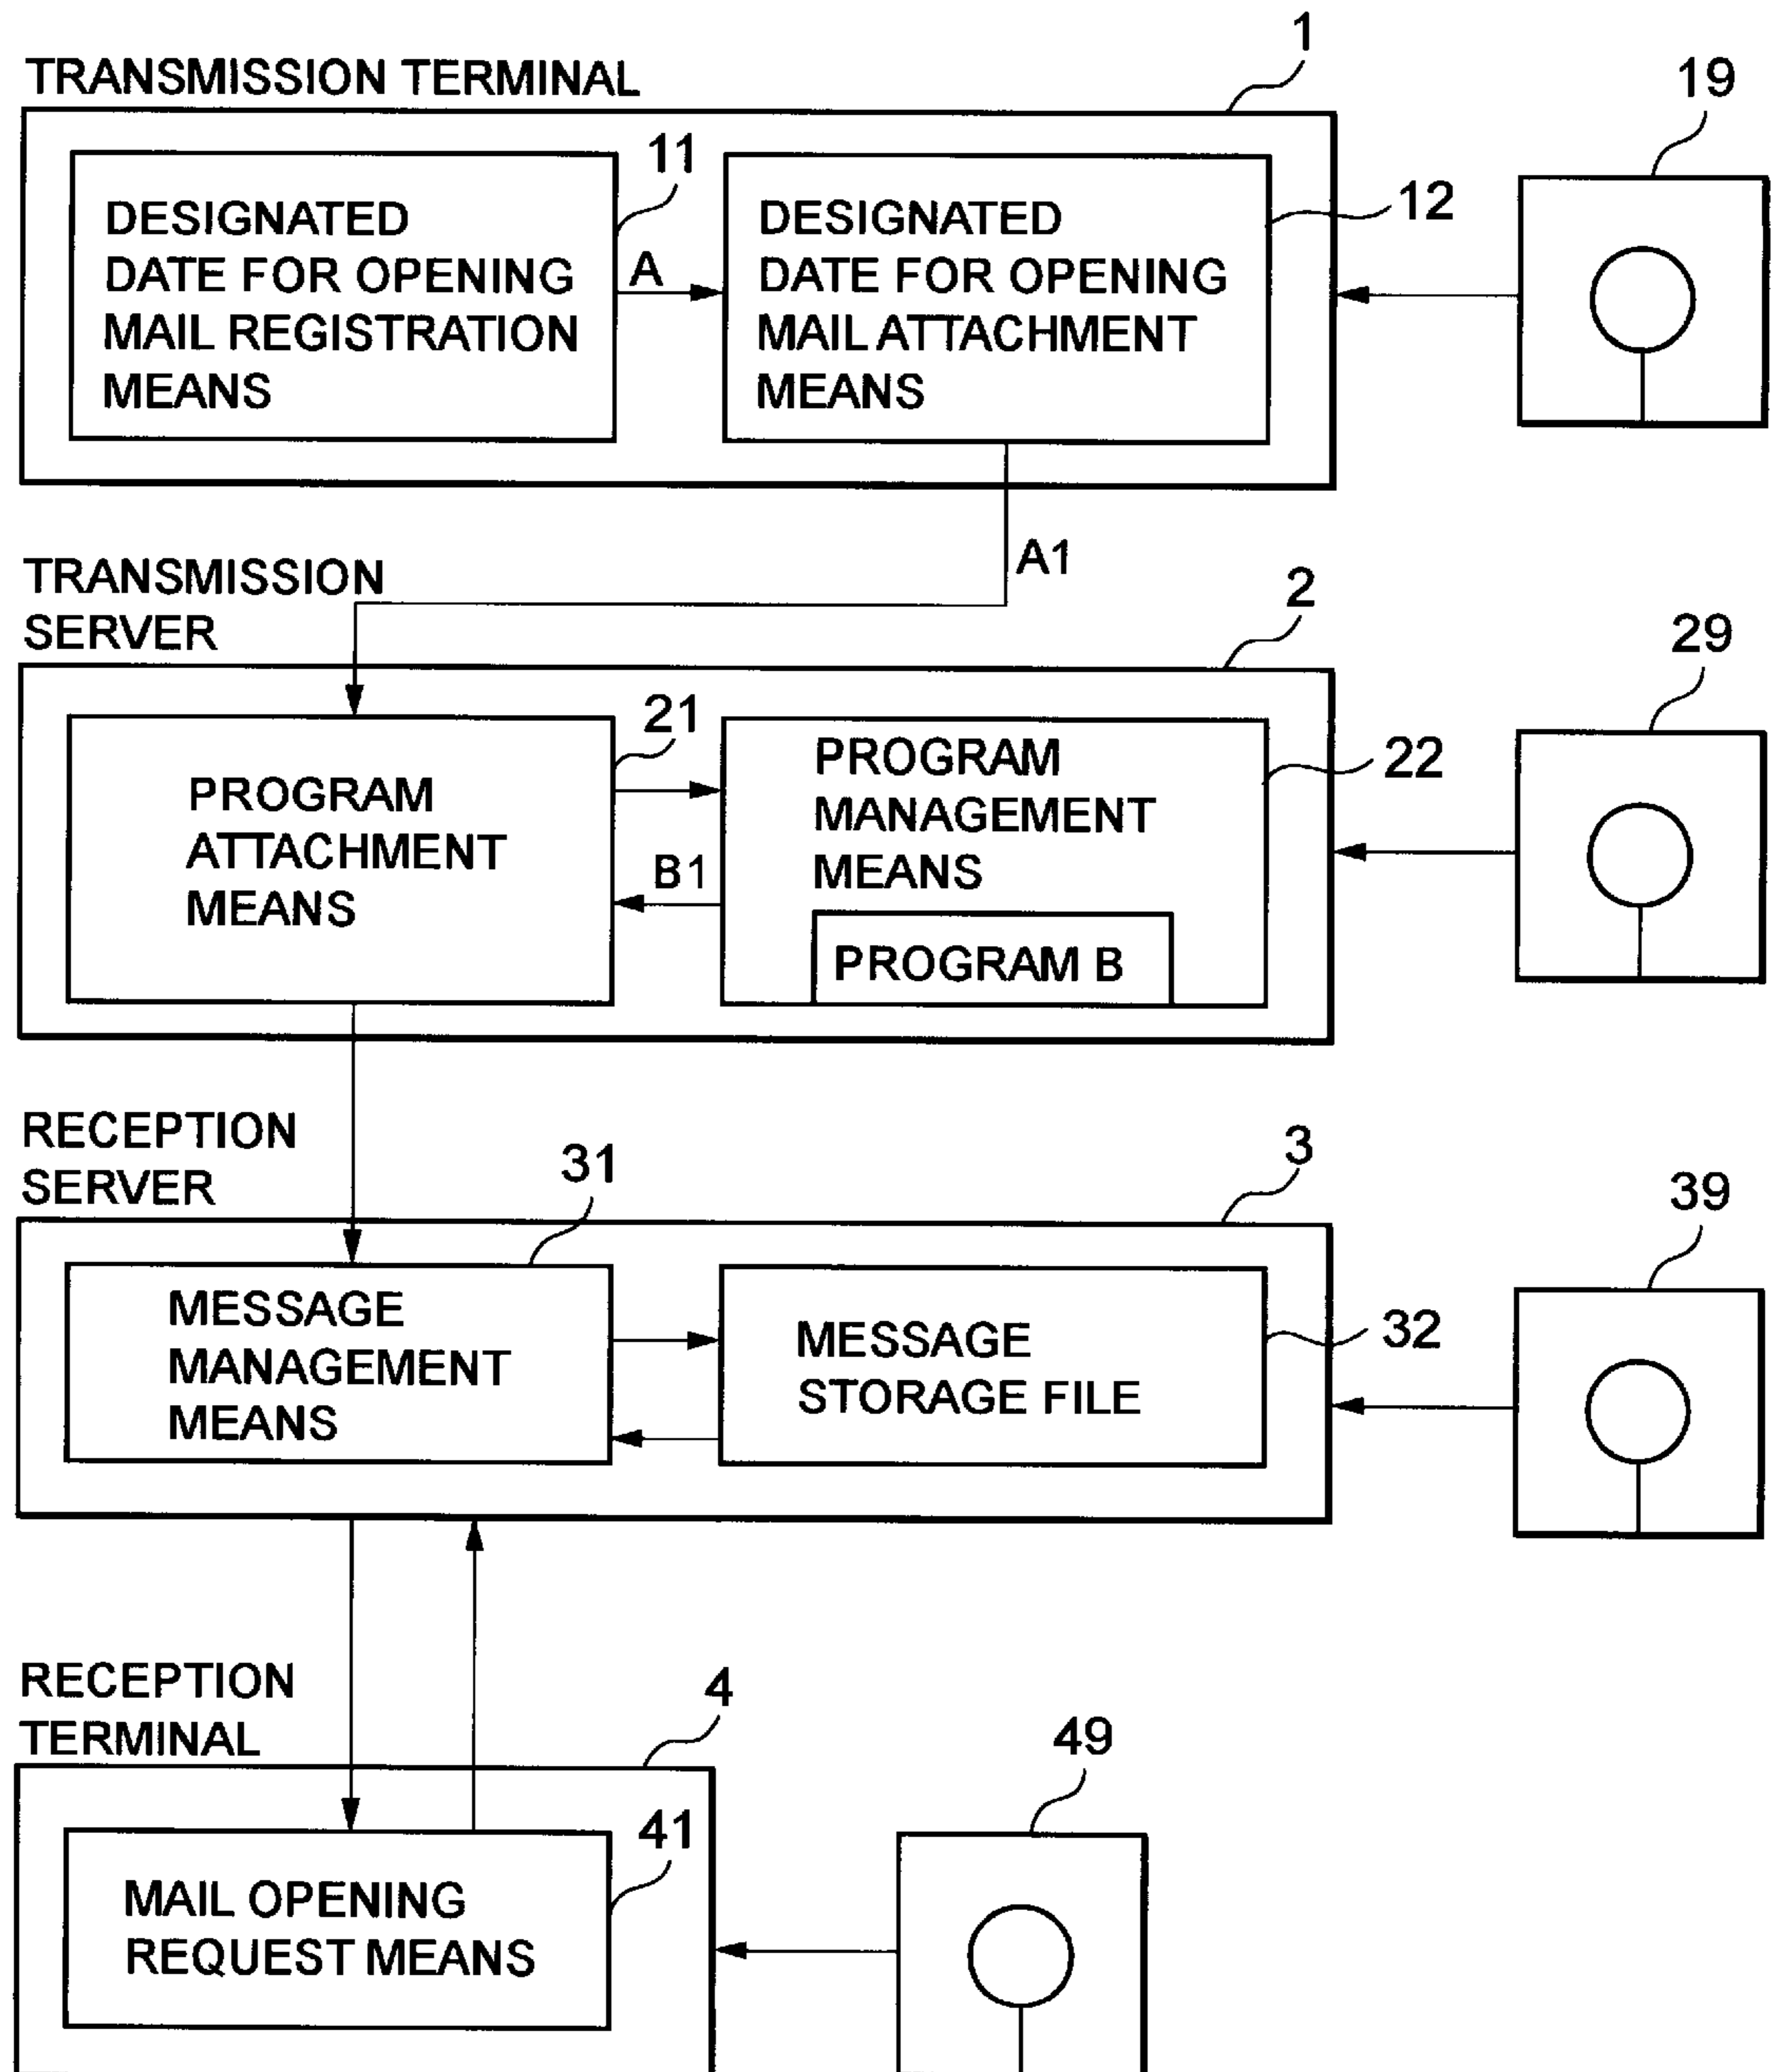 1
TRANSMISSION TERMINAL
19
11
12
DESIGNATED
DATE FOR OPENING
MAIL REGISTRATION
MEANS
A
DESIGNATED
DATE FOR OPENING
MAIL ATTACHMENT
MEANS
A1
TRANSMISSION
SERVER
2
29
21
22
PROGRAM
ATTACHMENT
MEANS
B1
PROGRAM
MANAGEMENT
MEANS
PROGRAM B
RECEPTION
SERVER
31
3
39
MESSAGE
MANAGEMENT
MEANS
MESSAGE
STORAGE FILE
32
RECEPTION
TERMINAL
4
49
41
MAIL OPENING
REQUEST MEANS